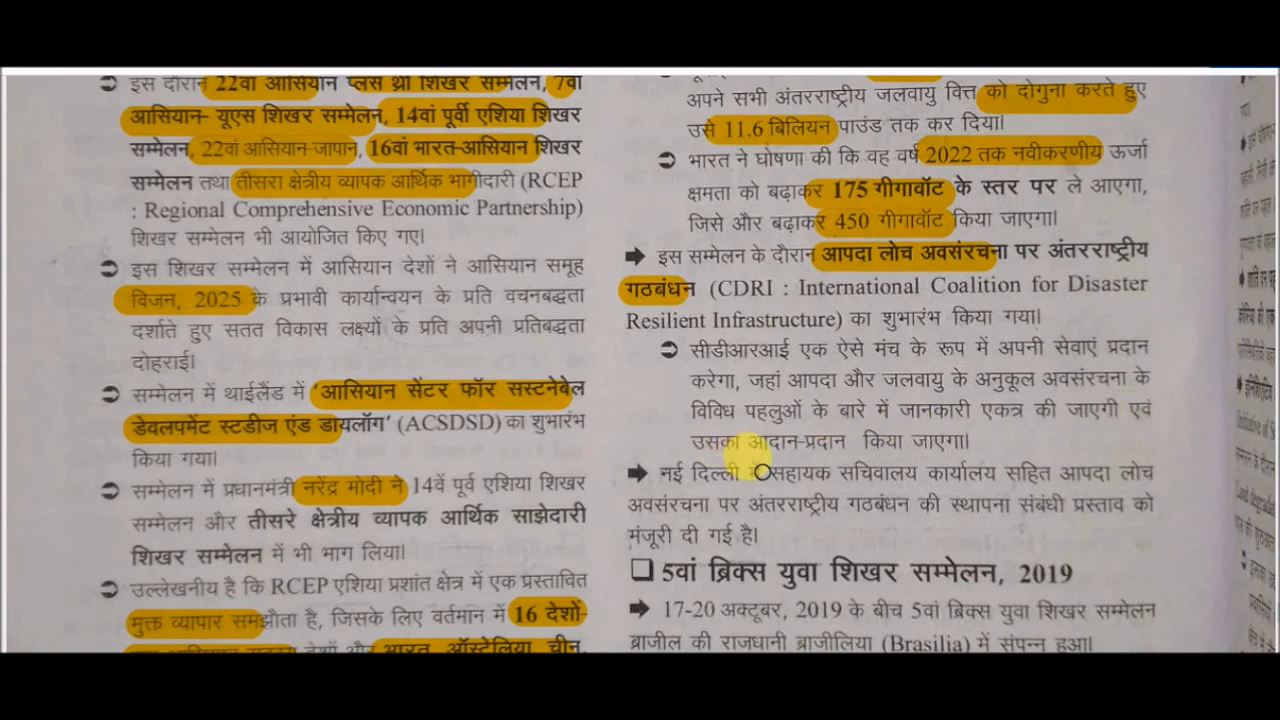 इस दौरान 22वां आसियान प्लस थ्री शिखर सम्मेलन, 7वां
आसियान- यूएस शिखर सम्मेलन, 14वां पूर्वी एशिया शिखर
सम्मेलन, 22वां आसियान-जापान, 16वां भारत-आसियान शिखर
सम्मेलन तथा तीसरा क्षेत्रीय व्यापक आर्थिक भागीदारी (RCEP
: Regional Comprehensive Economic Partnership)
शिखर सम्मेलन भी आयोजित किए गए।
इस शिखर सम्मेलन में आसियान देशों ने आसियान समूह
विजन, 2025 के प्रभावी कार्यान्वयन के प्रति वचनबद्धता
दर्शाते हुए सतत विकास लक्ष्यों के प्रति अपनी प्रतिबद्धता
दोहराई।
सम्मेलन में थाईलैंड में 'आसियान सेंटर फॉर सस्टनेबेल
डेवलपमेंट स्टडीज एंड डायलॉग' (ACSDSD) का शुभारंभ
किया गया।
सम्मेलन में प्रधानमंत्री नरेंद्र मोदी ने 14वें पूर्व एशिया शिखर
सम्मेलन और तीसरे क्षेत्रीय व्यापक आर्थिक साझेदारी
शिखर सम्मेलन में भी भाग लिया।
उल्लेखनीय है कि RCEP एशिया प्रशांत क्षेत्र में एक प्रस्तावित
मुक्त व्यापार समझौता है, जिसके लिए वर्तमान में 16 देशों-
देशों और भारत, ऑस्ट्रेलिया, चीन,
अपने सभी अंतरराष्ट्रीय जलवायु वित्त को दोगुना करते हुए
उसे 11.6 बिलियन पाउंड तक कर दिया।
भारत ने घोषणा की कि वह वर्ष 2022 तक नवीकरणीय ऊर्जा
क्षमता को बढ़ाकर 175 गीगावॉट के स्तर पर ले आएगा,
जिसे और बढ़ाकर 450 गीगावॉट किया जाएगा।
इस सम्मेलन के दौरान आपदा लोच अवसंरचना पर अंतरराष्ट्रीय
गठबंधन (CDRI : International Coalition for Disaster
Resilient Infrastructure) का शुभारंभ किया गया।
सीडीआरआई एक ऐसे मंच के रूप में अपनी सेवाएं प्रदान
करेगा, जहां आपदा और जलवायु के अनुकूल अवसंरचना के
विविध पहलुओं के बारे में जानकारी एकत्र की जाएगी एवं
उसका आदान-प्रदान किया जाएगा।
नई दिल्ली में सहायक सचिवालय कार्यालय सहित आपदा लोच
अवसंरचना पर अंतरराष्ट्रीय गठबंधन की स्थापना संबंधी प्रस्ताव को
मंजूरी दी गई है।
5वां ब्रिक्स युवा शिखर सम्मेलन, 2019
17-20 अक्टूबर, 2019 के बीच 5वां ब्रिक्स युवा शिखर सम्मेलन
ब्राजील की राजधानी ब्राजीलिया (Brasilia) में संपन्न हुआ।